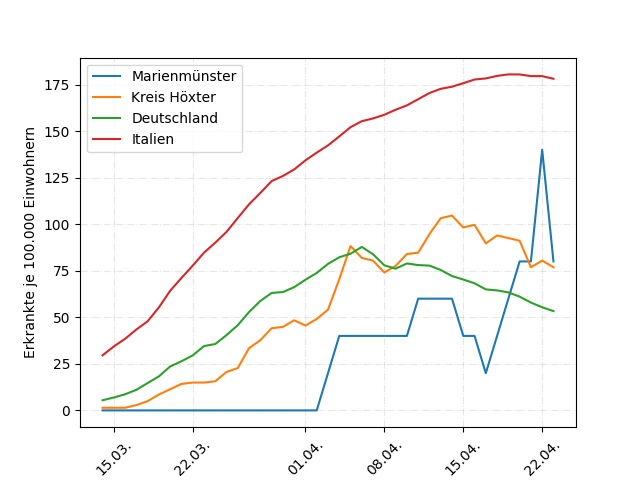 Marienmünster
Kreis Höxter
Deutschland
Italien
Erkrankte je 100.000 Einwohnern
175
150
125
100
75
50
25
0
15.03.
22.03.
01.04.
08.04.
15.04.
22.04.